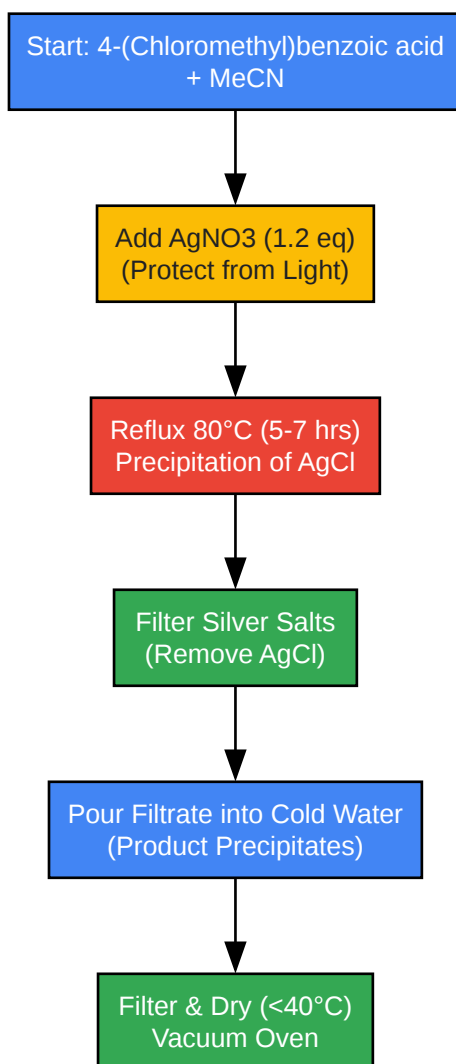 Start: 4-(Chloromethyl)benzoic acid
+ MeCN
Add AgNO3 (1.2 eq)
(Protect from Light)
Reflux 80°C (5-7 hrs)
Precipitation of AgCl
Filter Silver Salts
(Remove AgCl)
Pour Filtrate into Cold Water
(Product Precipitates)
Filter & Dry (<40°C)
Vacuum Oven